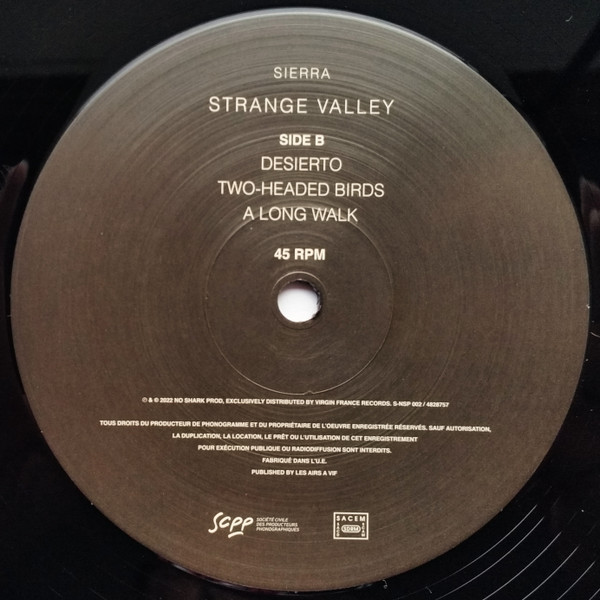 SIERRA
STRANGE VALLEY
SIDE B
DESIERTO
TWO-HEADED BIRDS
A LONG WALK
45 RPM
℗ & © 2022 NO SHARK PROD, EXCLUSIVELY DISTRIBUTED BY VIRGIN FRANCE RECORDS. S-NSP 002 / 4828757
TOUS DROITS DU PRODUCTEUR DE PHONOGRAMME ET DU PROPRIÉTAIRE DE L'OEUVRE ENREGISTRÉE RÉSERVÉS. SAUF AUTORISATION,
LA DUPLICATION, LA LOCATION, LE PRÊT OU L'UTILISATION DE CET ENREGISTREMENT
POUR EXÉCUTION PUBLIQUE OU RADIODIFFUSION SONT INTERDITS.
FABRIQUÉ DANS L'U.E.
PUBLISHED BY LES AIRS A VIF
scpp
SOCIÉTÉ CIVILE
DES PRODUCTEURS
PHONOGRAPHIQUES
SACEM
SDRM